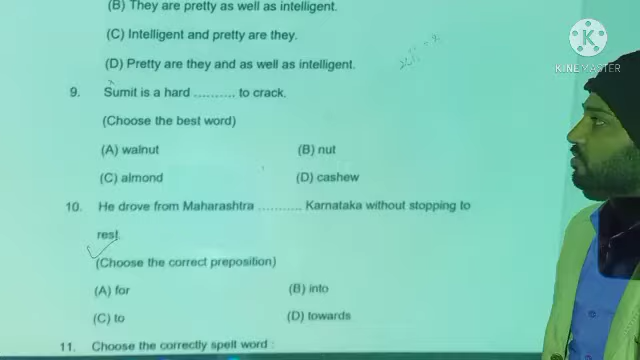 (B) They are pretty as well as intelligent.
(C) Intelligent and pretty are they.
(D) Pretty are they and as well as intelligent.
9. Sumit is a hard .......... to crack.
(Choose the best word)
(A) walnut (B) nut
(C) almond (D) cashew
10. He drove from Maharashtra .......... Karnataka without stopping to
rest.
(Choose the correct preposition)
(A) for (B) into
(C) to (D) towards
11. Choose the correctly spelt word :
KINEMASTER